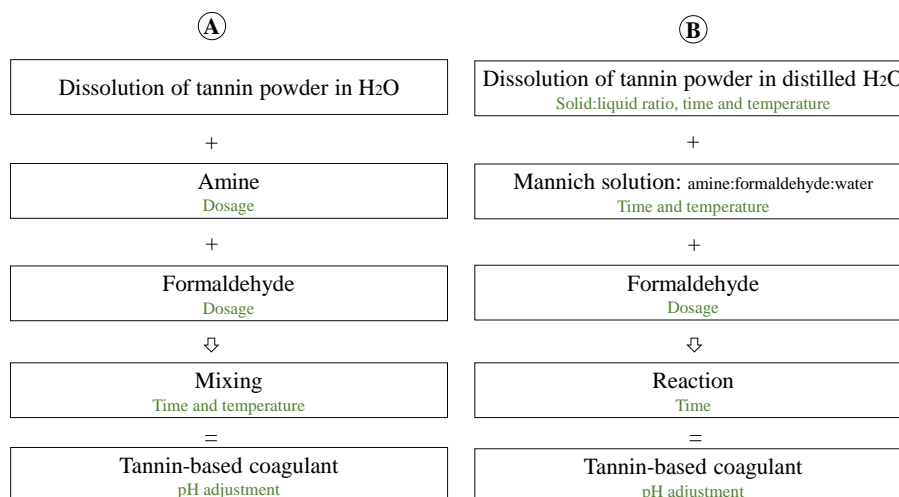 A
Dissolution of tannin powder in H2O
+
Amine
Dosage
+
Formaldehyde
Dosage
Mixing
Time and temperature
=
Tannin-based coagulant
pH adjustment
B
Dissolution of tannin powder in distilled H2O
Solid:liquid ratio, time and temperature
+
Mannich solution: amine:formaldehyde:water
Time and temperature
+
Formaldehyde
Dosage
Reaction
Time
=
Tannin-based coagulant
pH adjustment